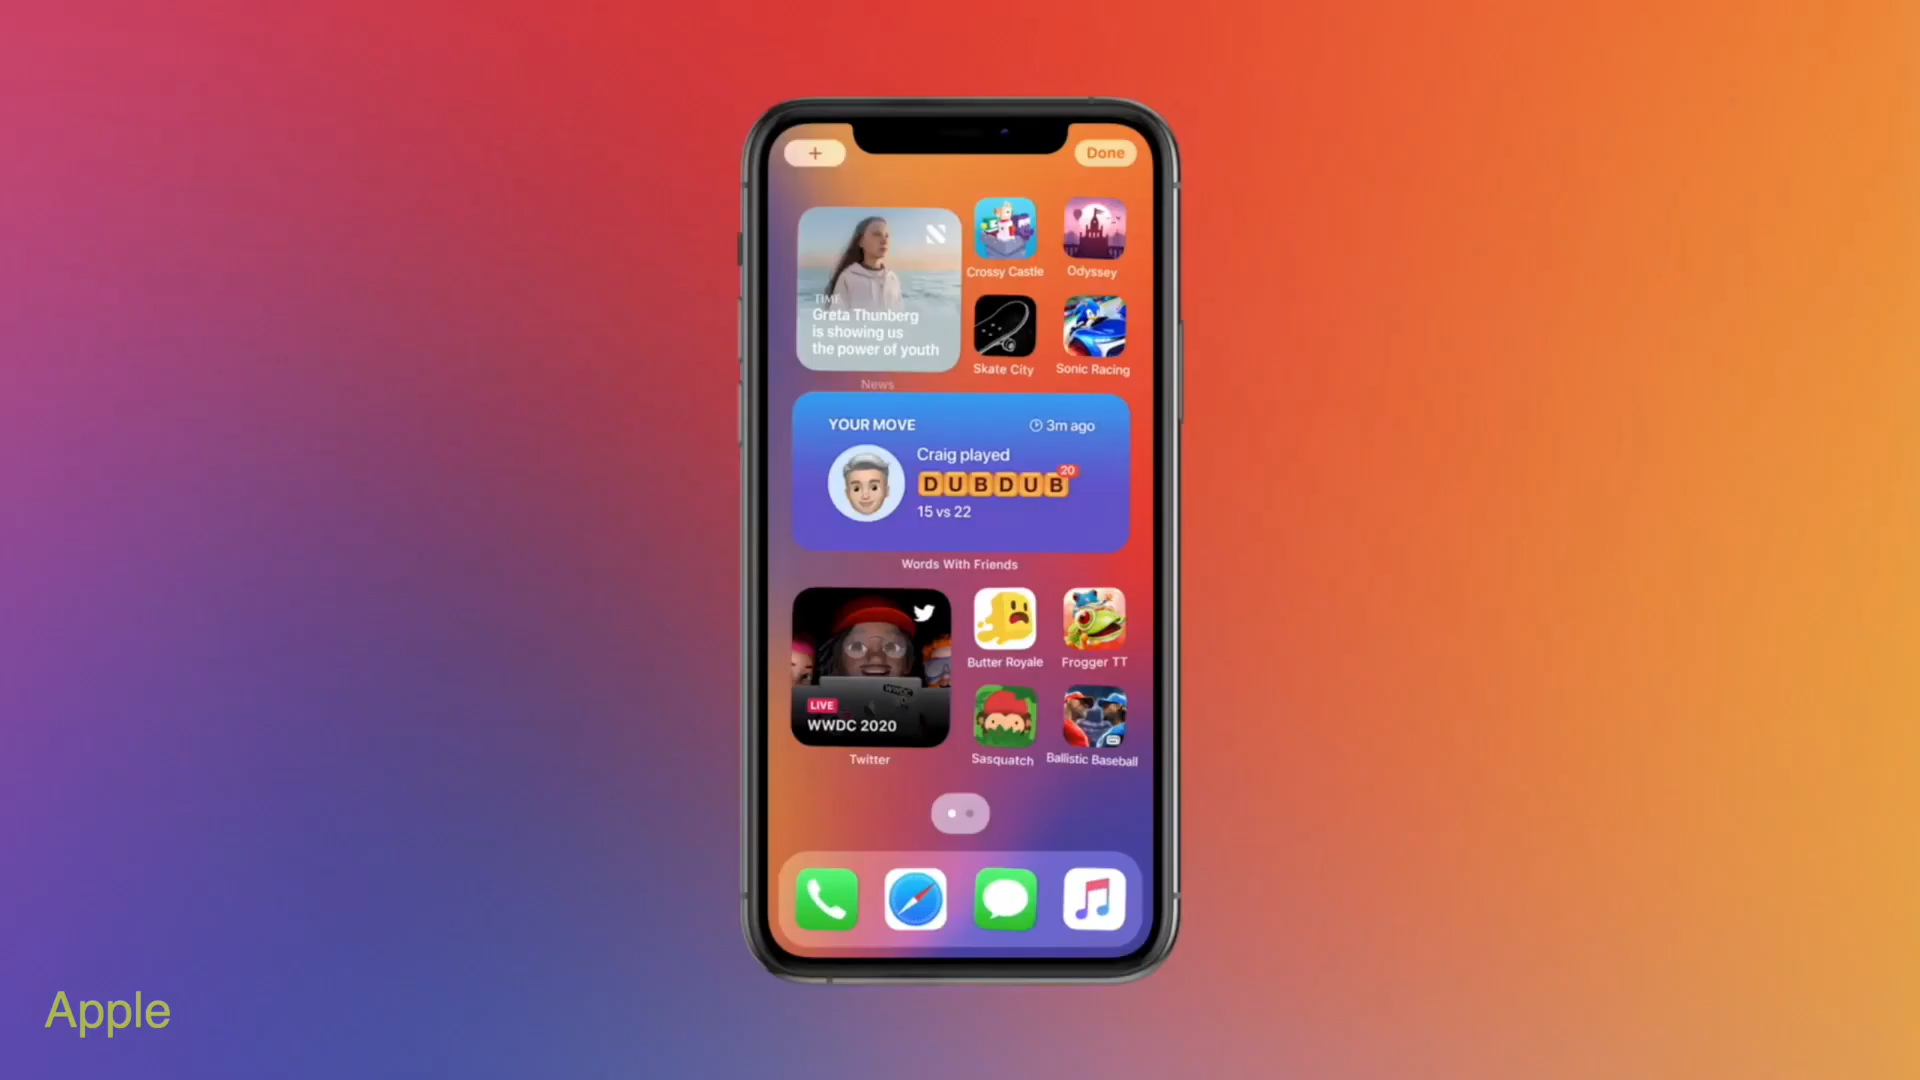 +
Done
TIME
Greta Thunberg
is showing us
the power of youth
News
Crossy Castle
Odyssey
Skate City
Sonic Racing
YOUR MOVE
3m ago
Craig played
DUBDUB
20
15 vs 22
Words With Friends
WWDC
LIVE
WWDC 2020
Twitter
Butter Royale
Frogger TT
Sasquatch
Ballistic Baseball
Apple